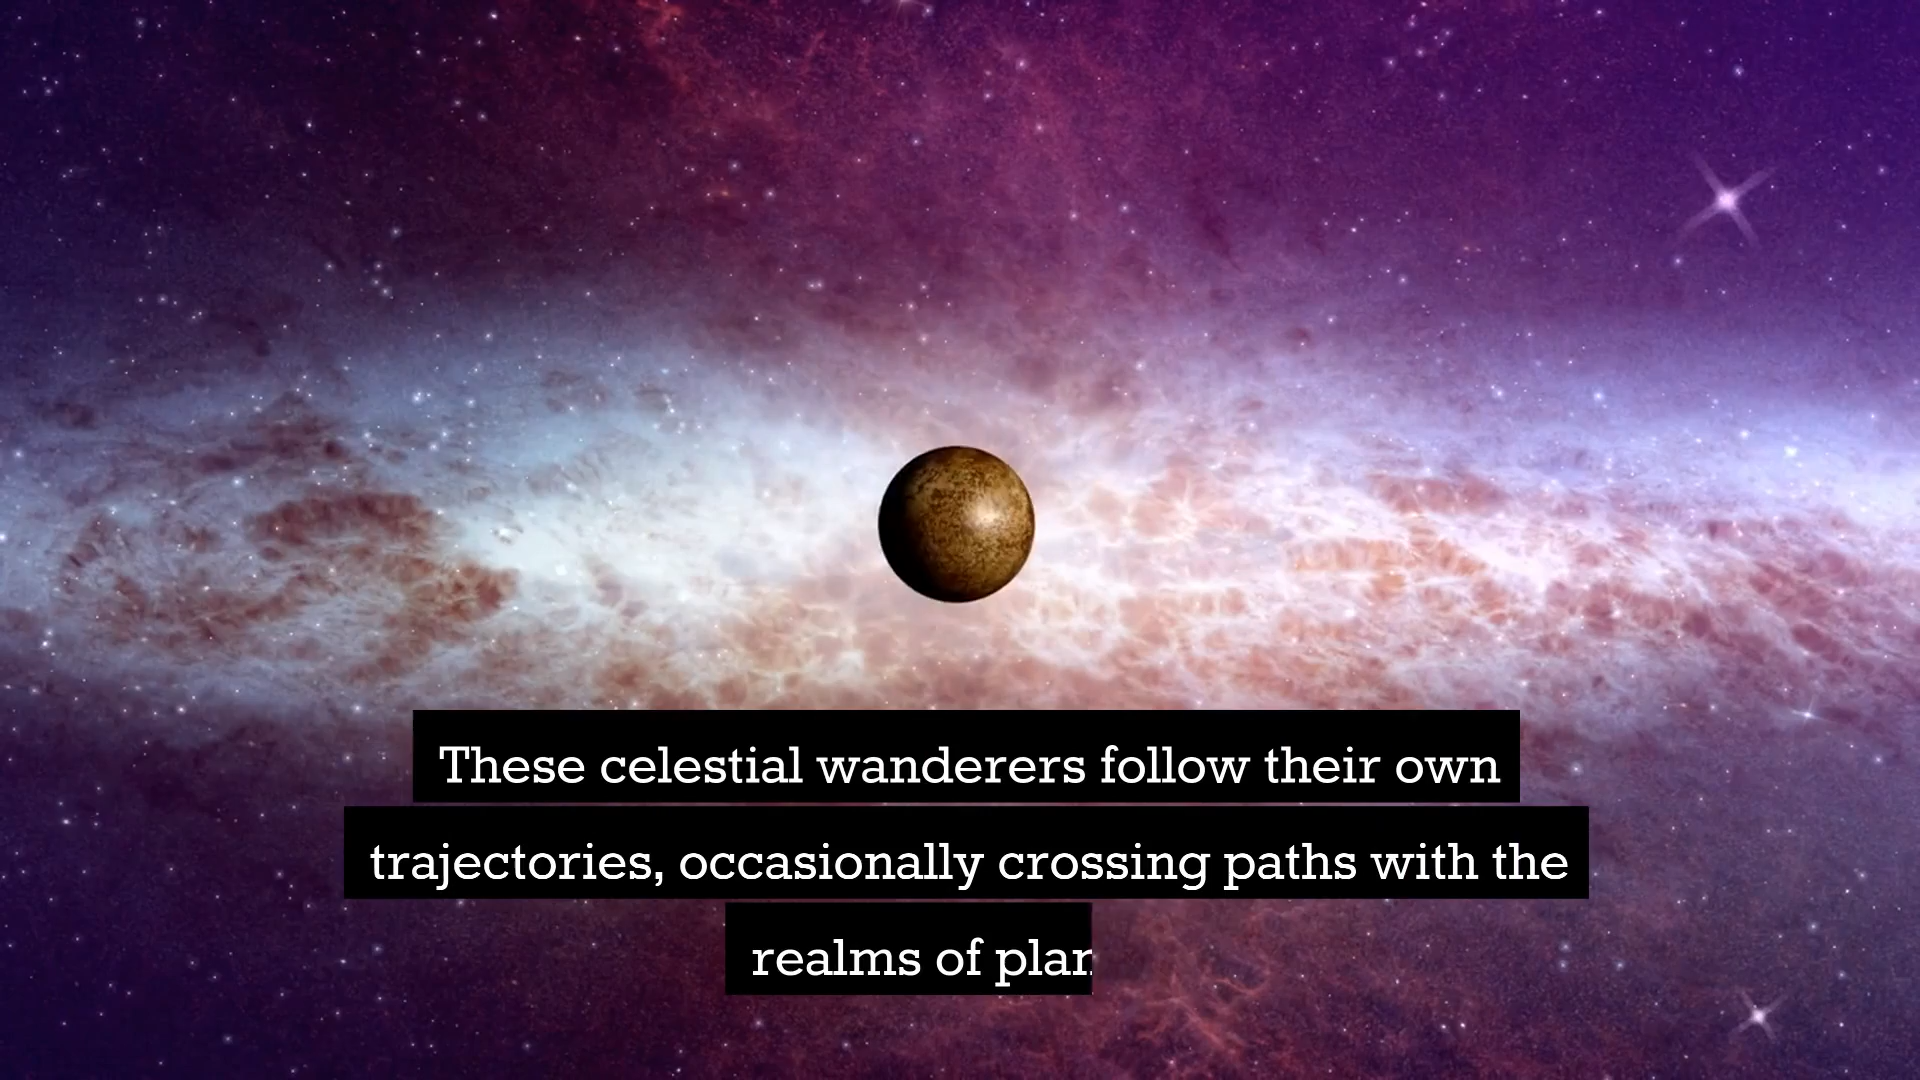 These celestial wanderers follow their own
trajectories, occasionally crossing paths with the
realms of